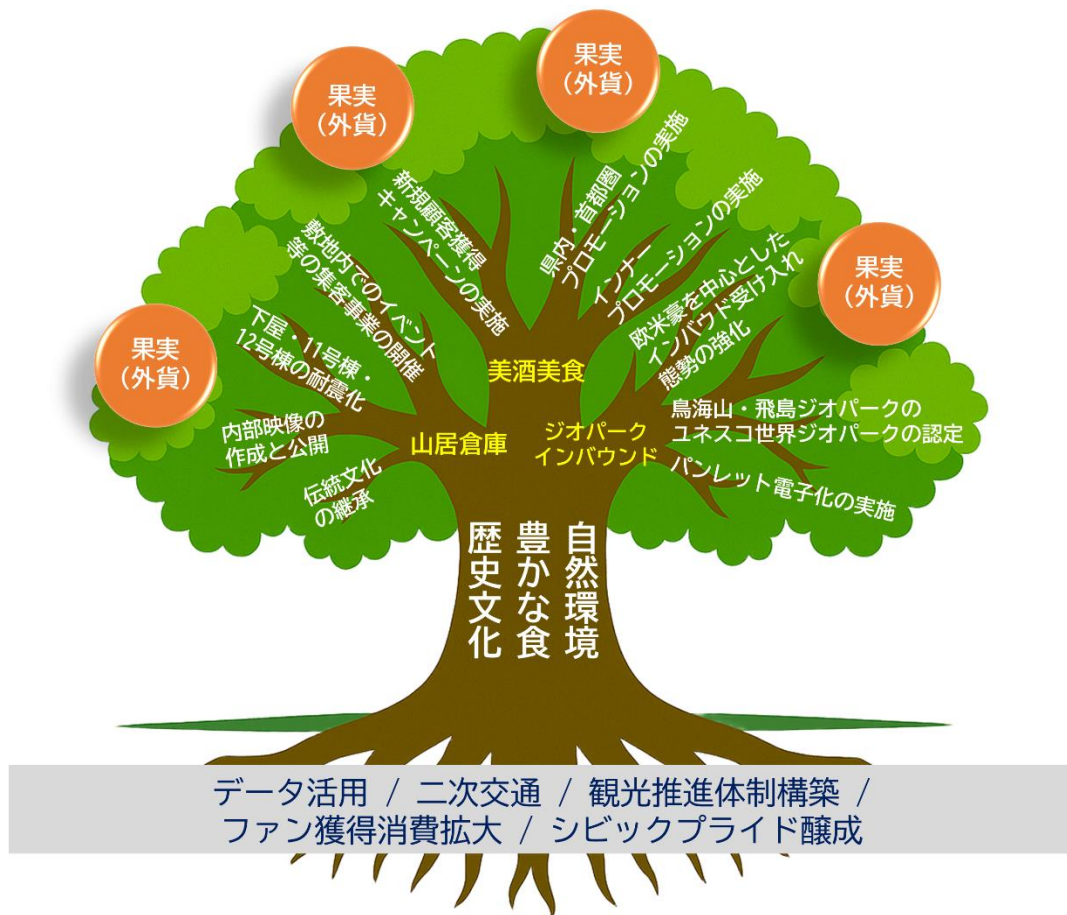 果実
（外貨）
果実
（外貨）
果実
（外貨）
果実
（外貨）
伝統文化
の継承
内部映像の
作成と公開
下屋・11号棟・
12号棟の耐震化
敷地内でのイベント
等の集客事業の開催
新規顧客獲得
キャンペーンの実施
県内・首都圏
プロモーションの実施
インナー
プロモーションの実施
欧米豪を中心とした
インバウンド受け入れ
態勢の強化
鳥海山・飛島ジオパークの
ユネスコ世界ジオパークの認定
パンレット電子化の実施
美酒美食
山居倉庫
ジオパーク
インバウンド
自然環境
豊かな食
歴史文化
データ活用 / 二次交通 / 観光推進体制構築 /
ファン獲得消費拡大 / シビックプライド醸成